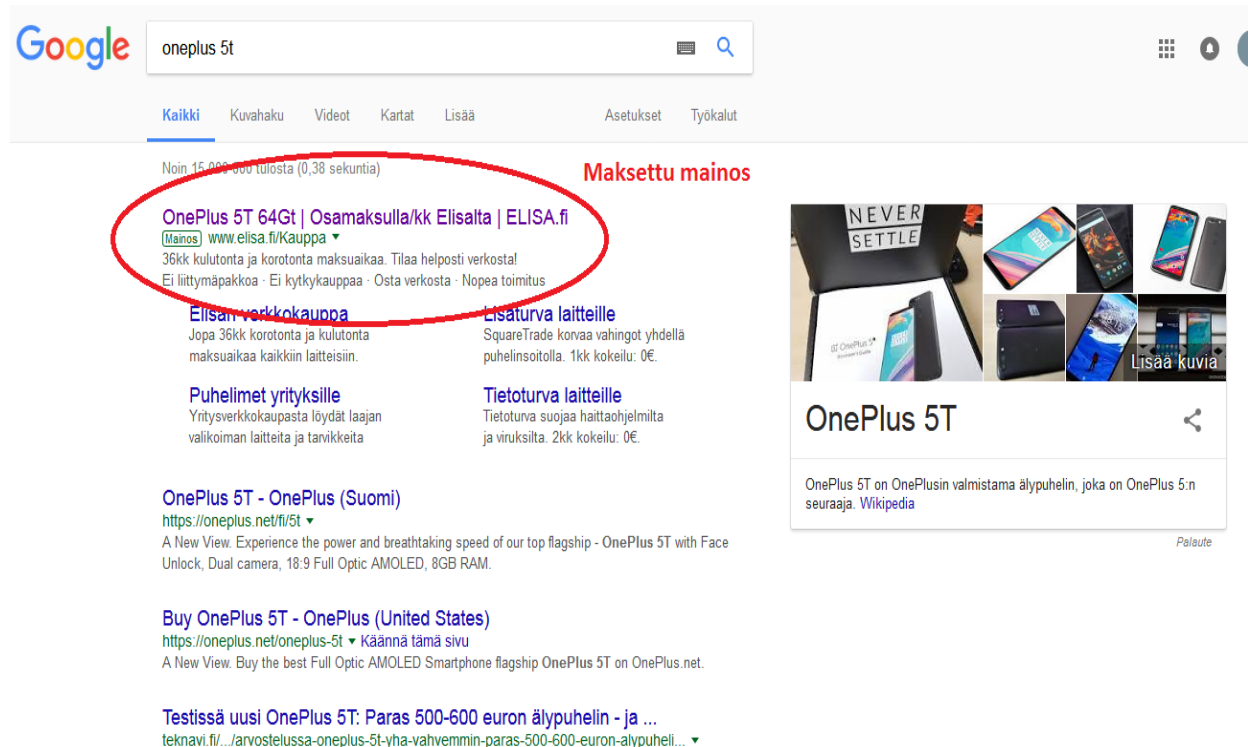 Google
oneplus 5t
Kaikki Kuvahaku Videot Kartat Lisää Asetukset Työkalut
Noin 15 000 000 tulosta (0,38 sekuntia)
Maksettu mainos
OnePlus 5T 64Gt | Osamaksulla/kk Elisalta | ELISA.fi
Mainos www.elisa.fi/Kauppa
36kk kulutonta ja korotonta maksuaikaa. Tilaa helposti verkosta!
Ei liittymäpakkoa · Ei kytkykauppaa · Osta verkosta · Nopea toimitus
Elisan verkkokauppa
Jopa 36kk korotonta ja kulutonta
maksuaikaa kaikkiin laitteisiin.
Lisäturva laitteille
SquareTrade korvaa vahingot yhdellä
puhelinsoitolla. 1kk kokeilu: 0€.
Puhelimet yrityksille
Yritysverkkokaupasta löydät laajan
valikoiman laitteita ja tarvikkeita
Tietoturva laitteille
Tietoturva suojaa haittaohjelmilta
ja viruksilta. 2kk kokeilu: 0€.
OnePlus 5T - OnePlus (Suomi)
https://oneplus.net/fi/5t
A New View. Experience the power and breathtaking speed of our top flagship - OnePlus 5T with Face
Unlock, Dual camera, 18:9 Full Optic AMOLED, 8GB RAM.
Buy OnePlus 5T - OnePlus (United States)
https://oneplus.net/oneplus-5t Käännä tämä sivu
A New View. Buy the best Full Optic AMOLED Smartphone flagship OnePlus 5T on OnePlus.net.
Testissä uusi OnePlus 5T: Paras 500-600 euron älypuhelin - ja ...
teknavi.fi/.../arvostelussa-oneplus-5t-yha-vahvemmin-paras-500-600-euron-alypuheli...
NEVER
SETTLE
Lisää kuvia
OnePlus 5T
OnePlus 5T on OnePlusin valmistama älypuhelin, joka on OnePlus 5:n
seuraaja. Wikipedia
Palaute